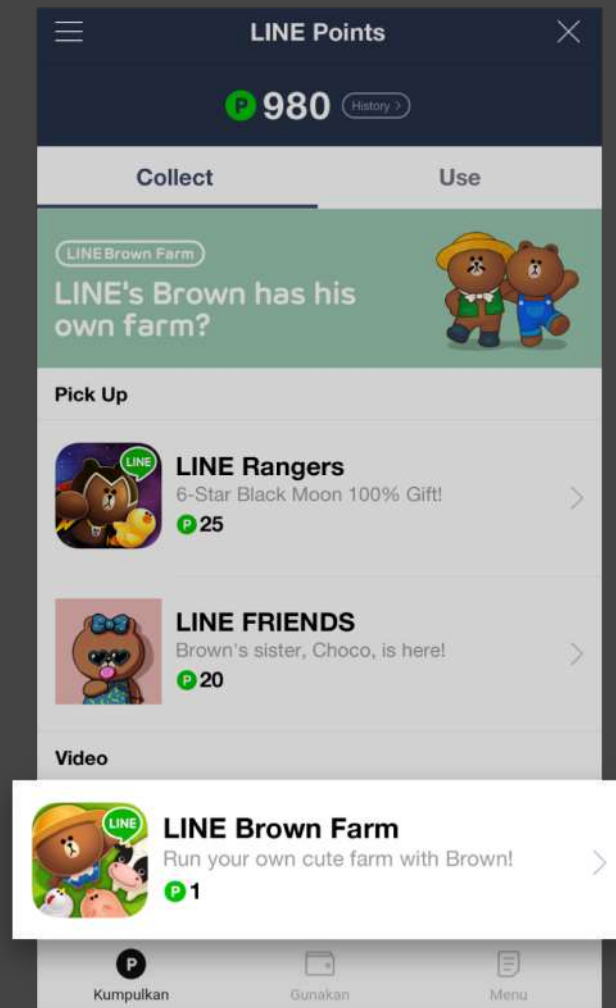 LINE Points
P 980 History >
Collect
Use
LINE Brown Farm
LINE's Brown has his
own farm?
Pick Up
LINE
LINE Rangers
6-Star Black Moon 100% Gift!
P 25
LINE FRIENDS
Brown's sister, Choco, is here!
P 20
Video
LINE
LINE Brown Farm
Run your own cute farm with Brown!
P 1
P
Kumpulkan
Gunakan
Menu